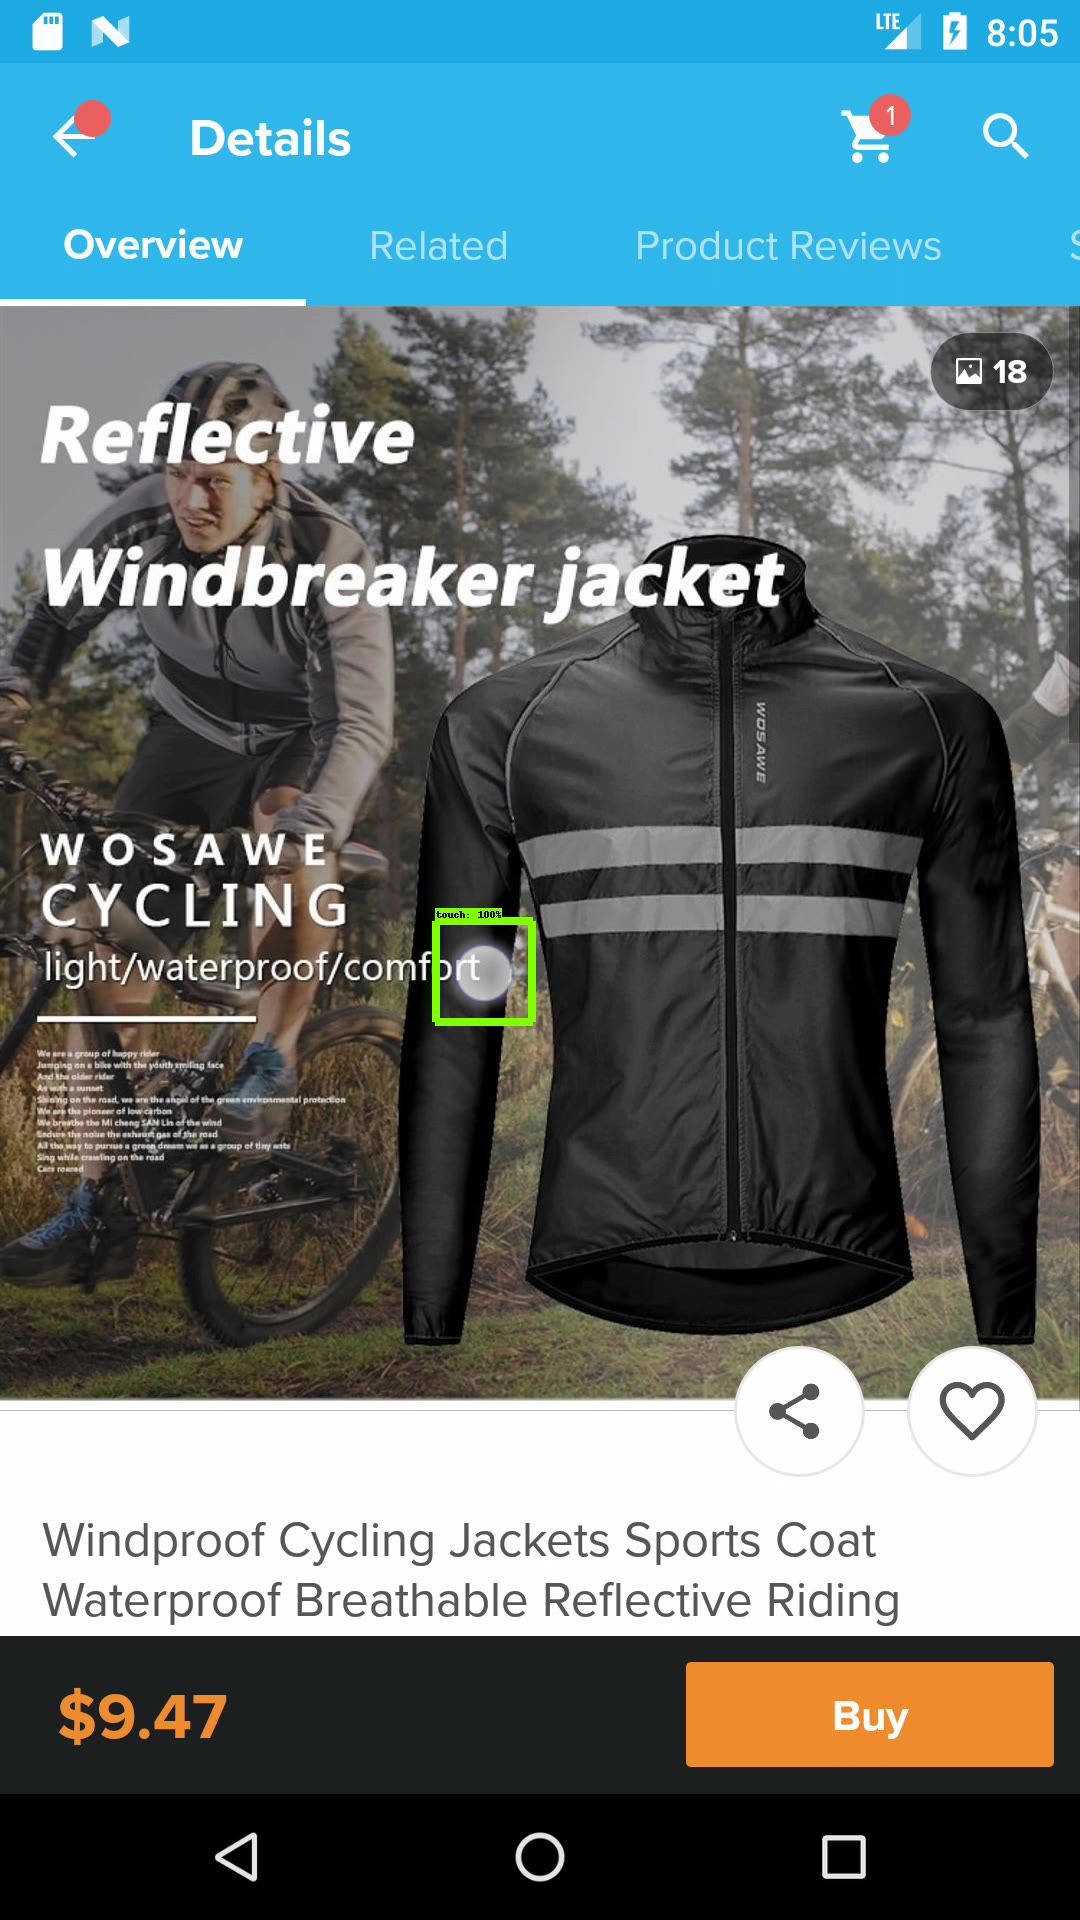 LTE 8:05
Details 1
Overview Related Product Reviews S
18
Reflective
Windbreaker jacket
WOSAWE
WOSAWE
CYCLING
touch: 100%
light/waterproof/comfort
We are a group of happy rider
Jumping on a bike with the youth smiling face
And the older rider
As with a sunset
Shining on the road, we are the angel of the green environmental protection
We are the pioneer of low carbon
We breathe the Mi cheng SAN Lin of the wind
Endure the noise the exhaust gas of the road
All the way to pursue a green dream we as a group of tiny ants
Sing while crawling on the road
Cars roared
Windproof Cycling Jackets Sports Coat
Waterproof Breathable Reflective Riding
$9.47 Buy